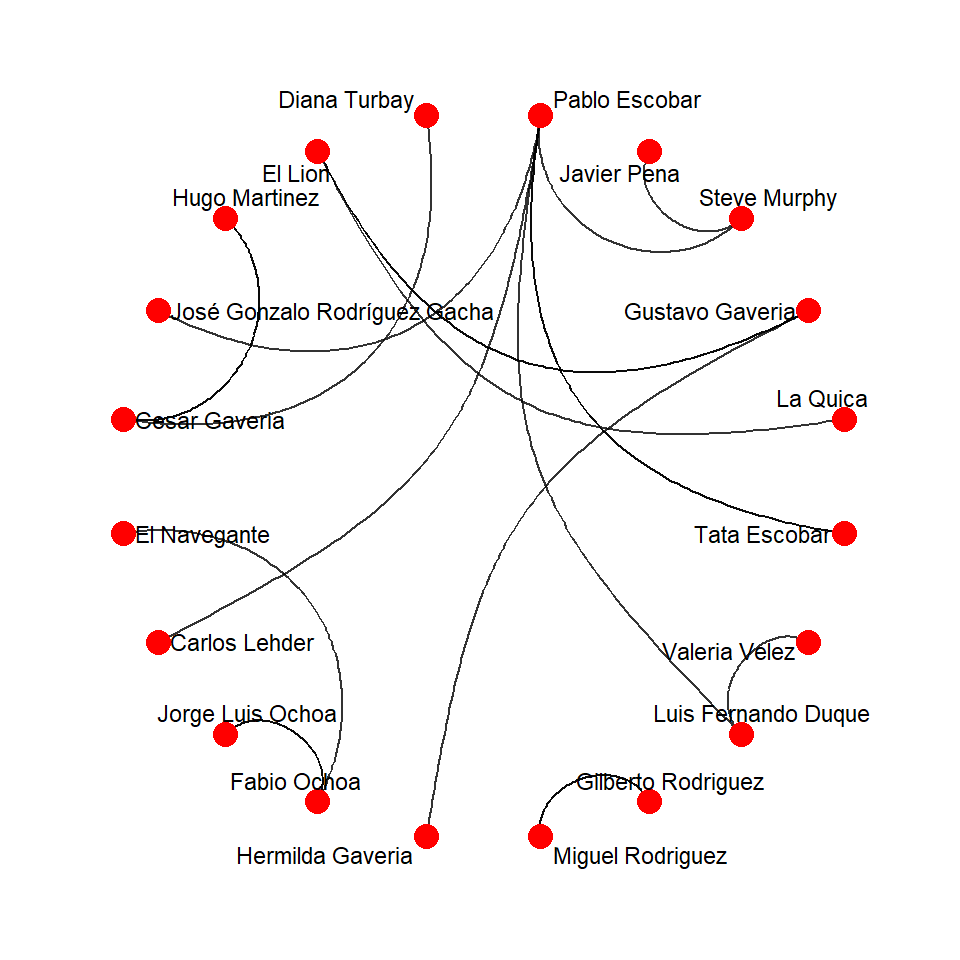 Diana Turbay
Pablo Escobar
El Lion
Javier Pena
Hugo Martinez
Steve Murphy
José Gonzalo Rodríguez Gacha
Gustavo Gaveria
La Quica
Cesar Gaveria
El Navegante
Tata Escobar
Carlos Lehder
Valeria Velez
Jorge Luis Ochoa
Luis Fernando Duque
Fabio Ochoa
Gilberto Rodriguez
Hermilda Gaveria
Miguel Rodriguez